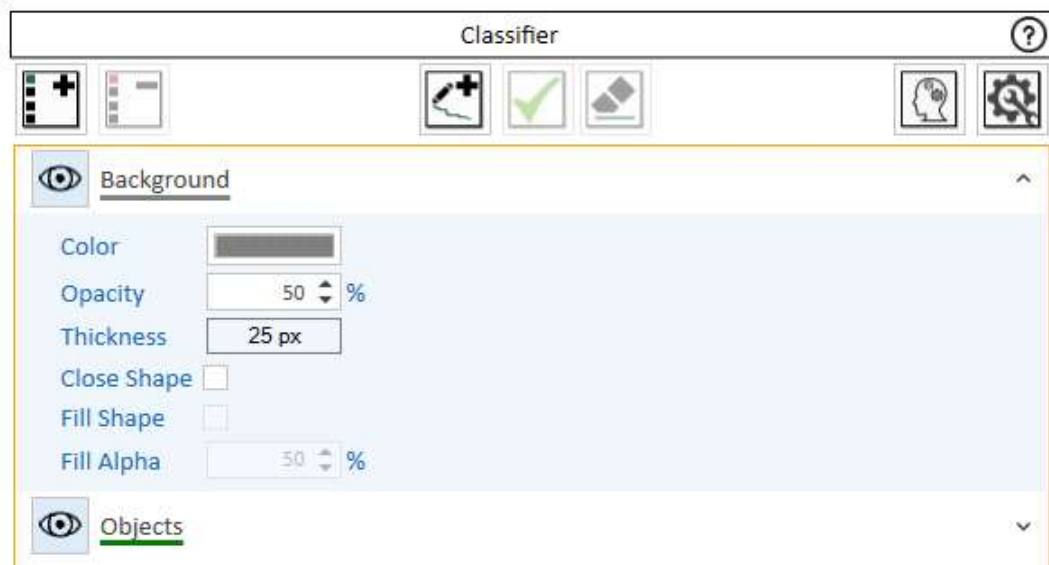 Classifier ?
Background
Color
Opacity 50 %
Thickness 25 px
Close Shape
Fill Shape
Fill Alpha 50 %
Objects